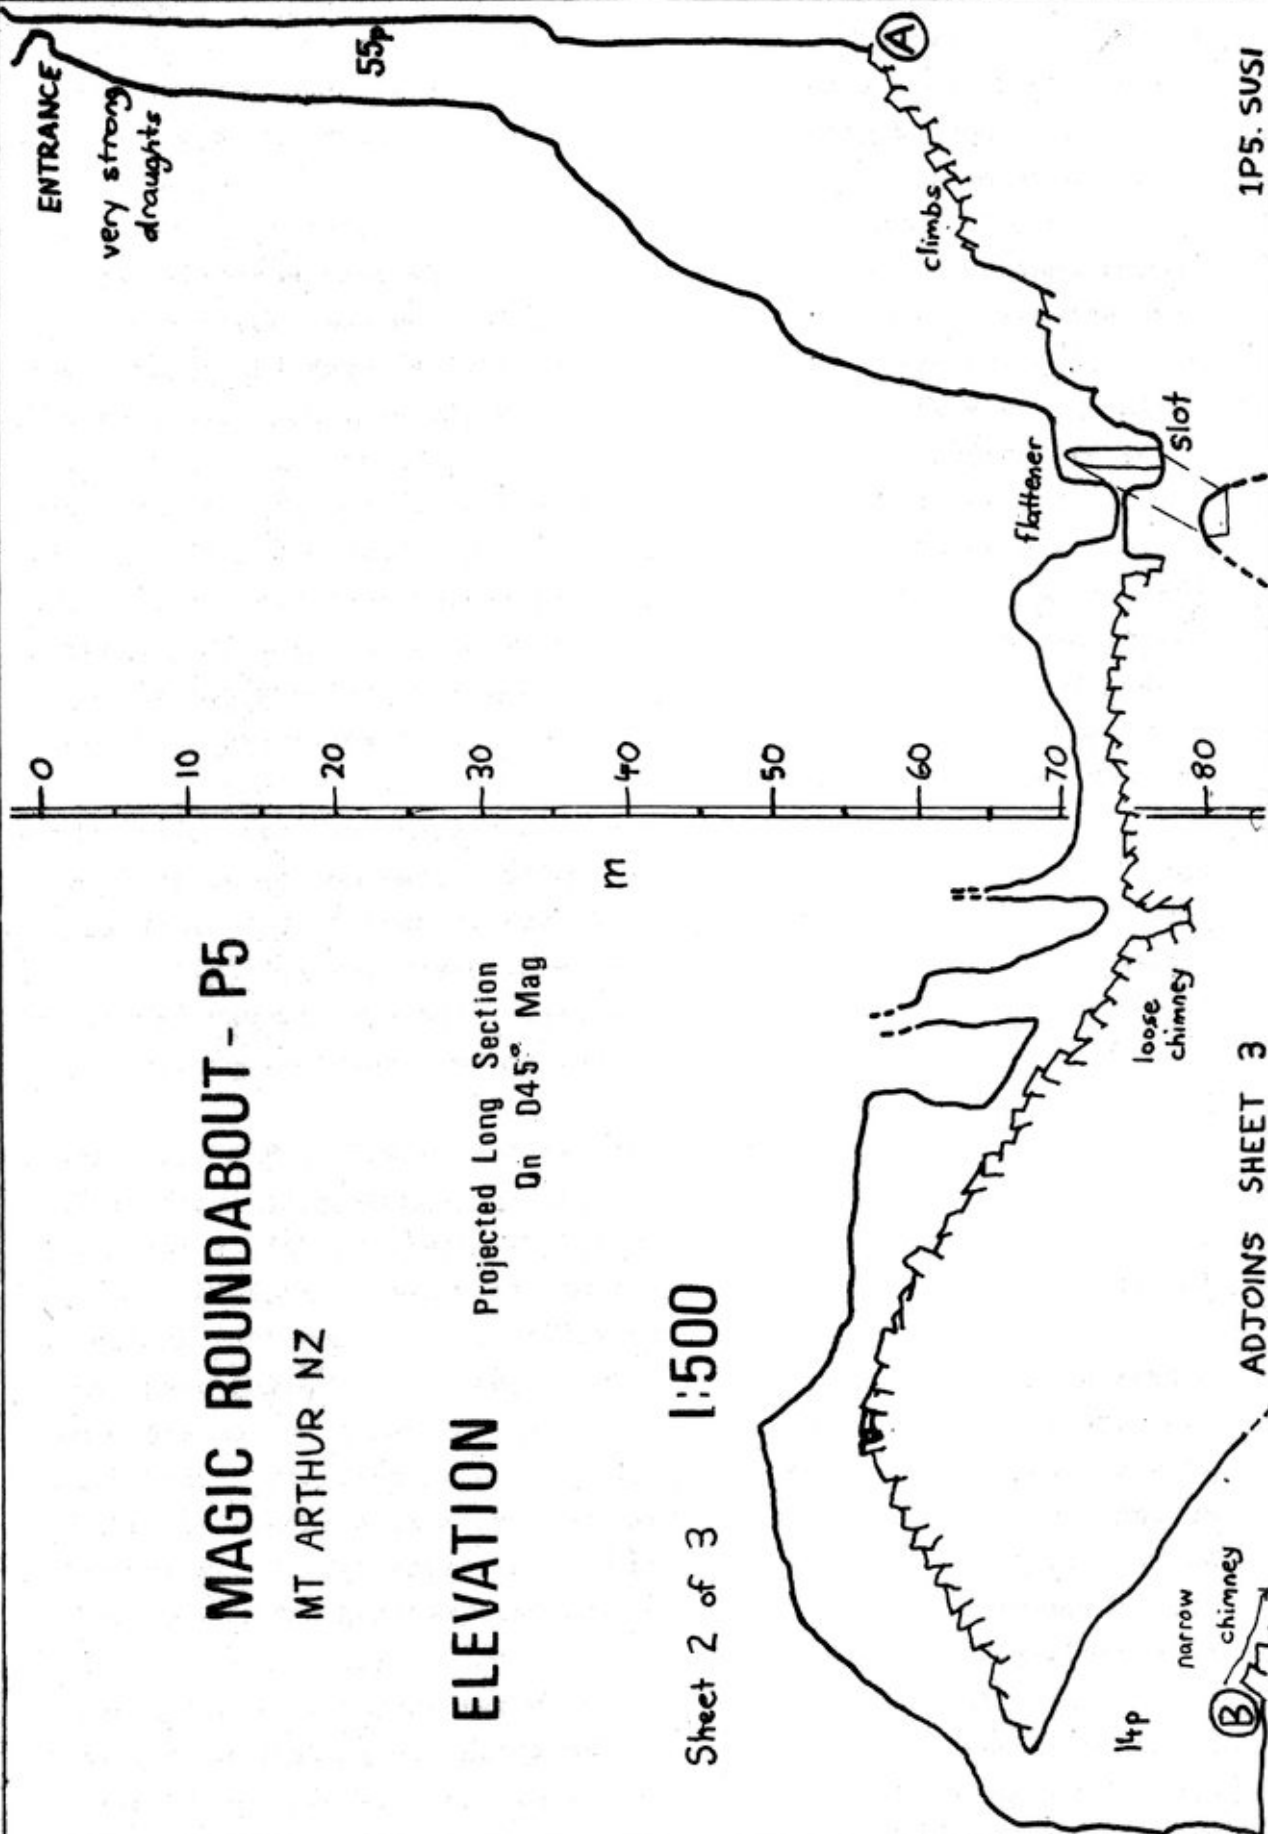 MAGIC ROUNDABOUT - P5
MT ARTHUR NZ
ELEVATION
Projected Long Section
On 045° Mag
Sheet 2 of 3
1:500
ENTRANCE
very strong
draughts
55p
A
climbs
slot
flattener
0
10
20
30
40
50
60
70
80
m
loose
chimney
14p
narrow
chimney
B
ADJOINS SHEET 3
1P5. SUSI